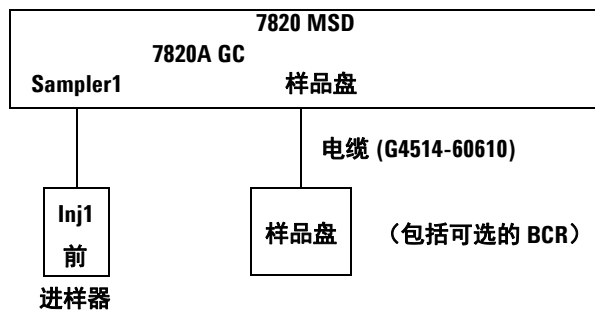 7820 MSD
7820A GC
Sampler1 样品盘
电缆 (G4514-60610)
Inj1
前
进样器
样品盘
（包括可选的 BCR）